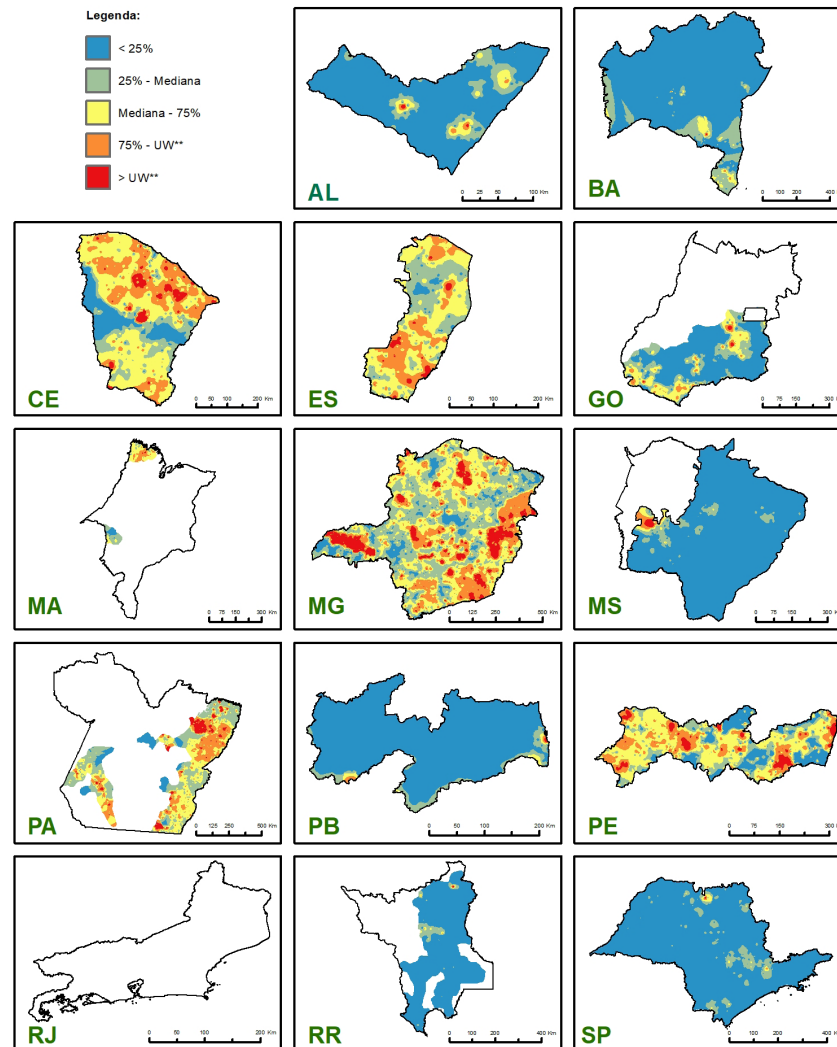 Legenda:
< 25%
25% - Mediana
Mediana - 75%
75% - UW**
> UW**
0 25 50 100 Km
AL
0 100 200 400
BA
0 50 100 200 Km
CE
0 50 100 200 Km
ES
0 75 150 300 Km
GO
0 75 150 300 Km
MA
0 125 250 500 Km
MG
0 75 150 300 Km
MS
0 125 250 500 Km
PA
0 50 100 200 Km
PB
0 75 150 300
PE
0 50 100 200 Km
RJ
0 100 200 400 Km
RR
0 100 200 400 Km
SP